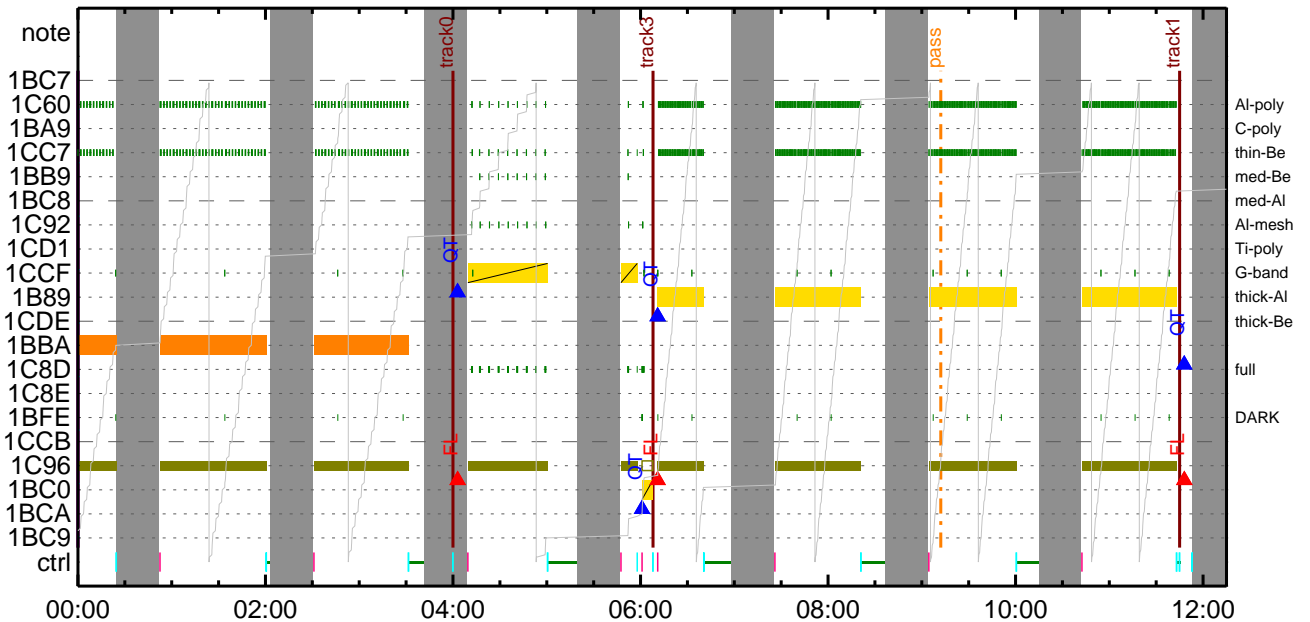 note
track0
track3
pass
track1
1BC7
1C60
Al-poly
1BA9
C-poly
1CC7
thin-Be
1BB9
med-Be
1BC8
med-Al
1C92
Al-mesh
1CD1
QT
Ti-poly
1CCF
QT
G-band
1B89
thick-Al
1CDE
QT
thick-Be
1BBA
1C8D
full
1C8E
1BFE
DARK
1CCB
FL
FL
FL
1C96
QT
1BC0
1BCA
1BC9
ctrl
00:00
02:00
04:00
06:00
08:00
10:00
12:00